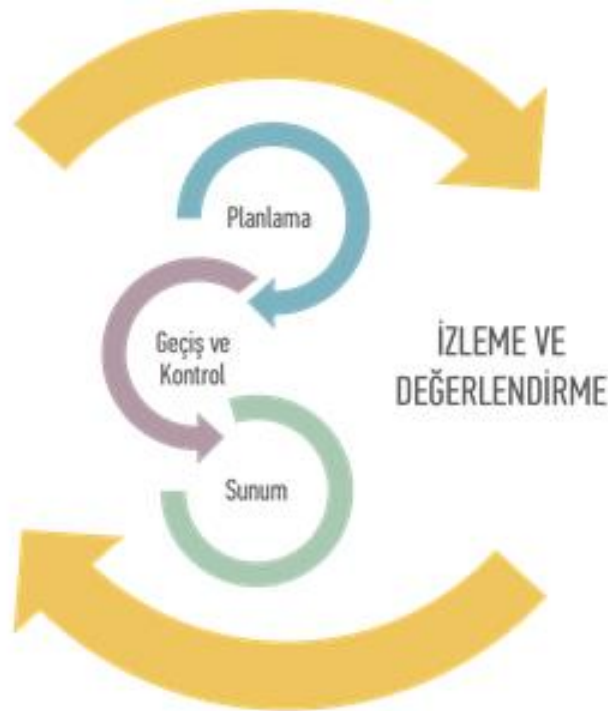 Planlama
Geçiş ve
Kontrol
Sunum
İZLEME VE
DEĞERLENDİRME